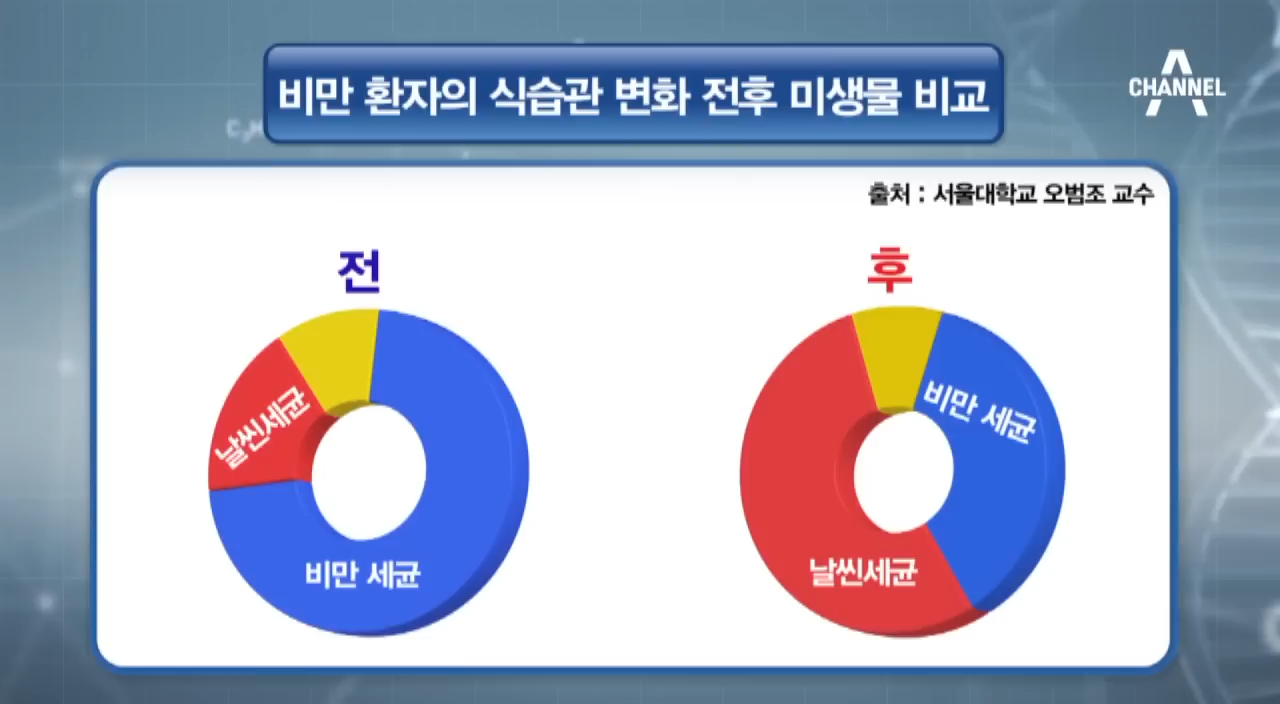 비만 환자의 식습관 변화 전후 미생물 비교
CHANNEL A
출처 : 서울대학교 오범조 교수
전
후
날씬세균
비만 세균
비만 세균
날씬세균